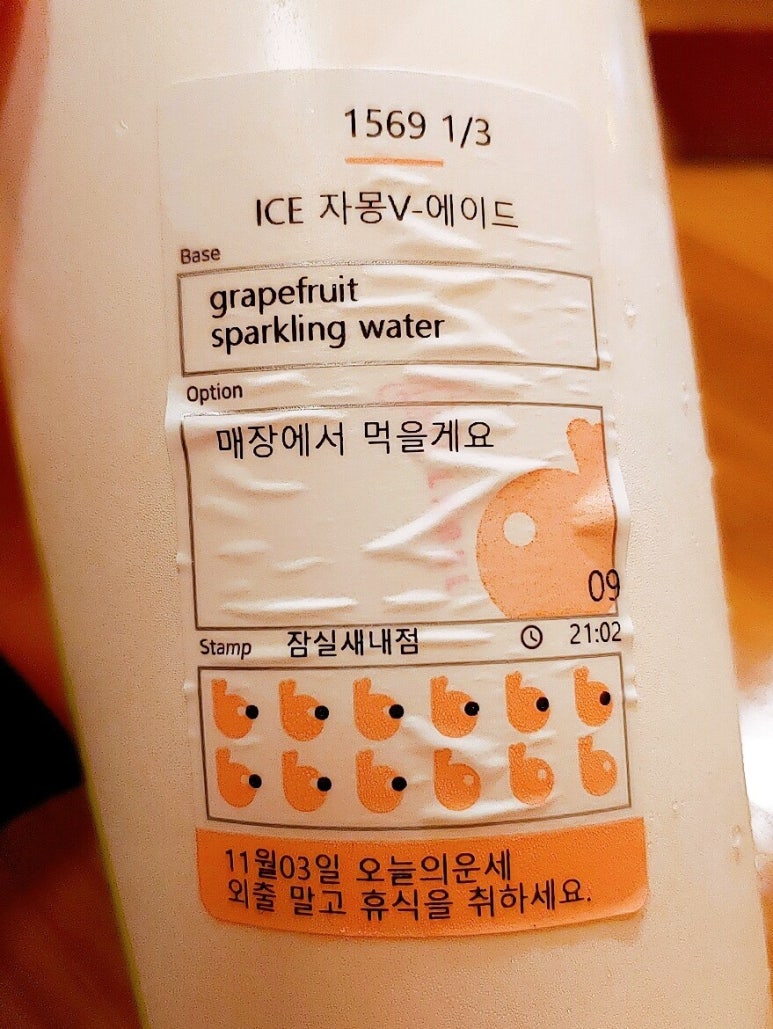 1569 1/3
ICE 자몽V-에이드
Base
grapefruit
sparkling water
Option
매장에서 먹을게요
09
Stamp 잠실새내점 21:02
11월03일 오늘의운세
외출 말고 휴식을 취하세요.